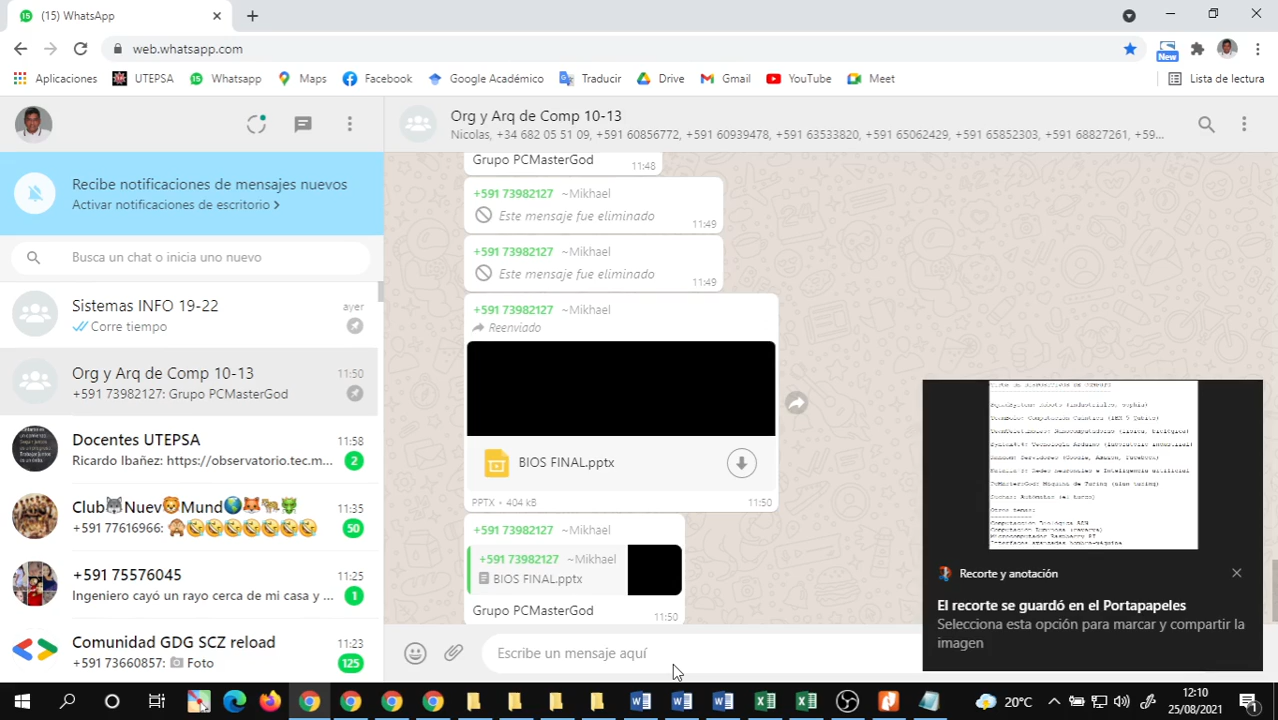 (15) WhatsApp
web.whatsapp.com
New
Aplicaciones
UTEPSA
Whatsapp
Maps
Facebook
Google Académico
Traducir
Drive
Gmail
YouTube
Meet
Lista de lectura
Recibe notificaciones de mensajes nuevos
Activar notificaciones de escritorio >
Busca un chat o inicia uno nuevo
Sistemas INFO 19-22
ayer
Corre tiempo
Org y Arq de Comp 10-13
11:50
+591 73982127: Grupo PCMasterGod
Docentes UTEPSA
11:58
Ricardo Ibañez: https://observatorio.tec.m...
2
Club Nuev Mund
11:35
+591 77616966:
50
+591 75576045
11:25
Ingeniero cayó un rayo cerca de mi casa y ...
1
Comunidad GDG SCZ reload
11:23
+591 73660857: Foto
125
Org y Arq de Comp 10-13
Nicolas, +34 682 05 51 09, +591 60856772, +591 60939478, +591 63533820, +591 65062429, +591 65852303, +591 68827261, +59...
Grupo PCMasterGod
11:48
+591 73982127 ~Mikhael
Este mensaje fue eliminado
11:49
+591 73982127 ~Mikhael
Este mensaje fue eliminado
11:49
+591 73982127 ~Mikhael
Reenviado
BIOS FINAL.pptx
PPTX • 404 kB
11:50
+591 73982127 ~Mikhael
+591 73982127 ~Mikhael
BIOS FINAL.pptx
Grupo PCMasterGod
11:50
Escribe un mensaje aquí
Otros temas:
Recorte y anotación
El recorte se guardó en el Portapapeles
Selecciona esta opción para marcar y compartir la
imagen
20°C
12:10
25/08/2021
1